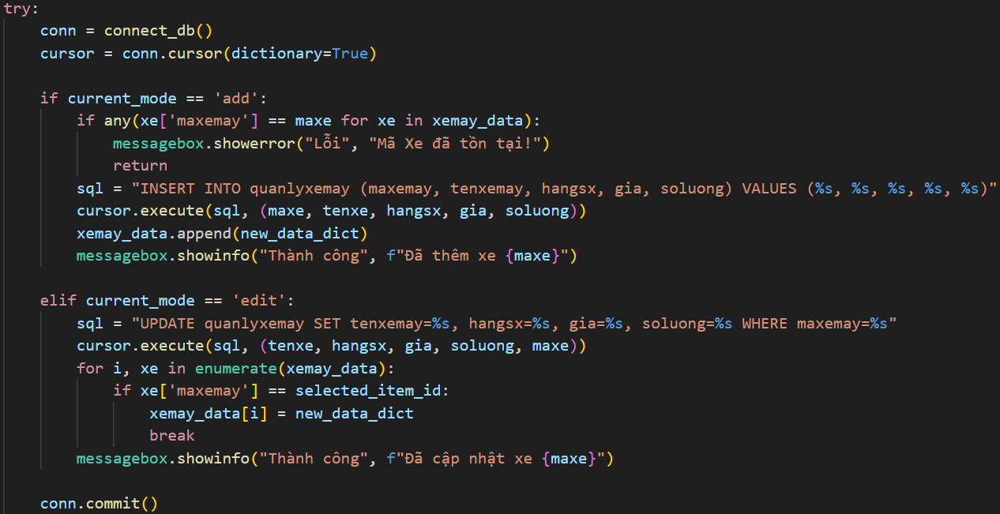 try:
    conn = connect_db()
    cursor = conn.cursor(dictionary=True)

    if current_mode == 'add':
        if any(xe['maxemay'] == maxe for xe in xemay_data):
            messagebox.showerror("Lỗi", "Mã Xe đã tồn tại!")
            return
        sql = "INSERT INTO quanlyxemay (maxemay, tenxemay, hangsx, gia, soluong) VALUES (%s, %s, %s, %s, %s)"
        cursor.execute(sql, (maxe, tenxe, hangsx, gia, soluong))
        xemay_data.append(new_data_dict)
        messagebox.showinfo("Thành công", f"Đã thêm xe {maxe}")

    elif current_mode == 'edit':
        sql = "UPDATE quanlyxemay SET tenxemay=%s, hangsx=%s, gia=%s, soluong=%s WHERE maxemay=%s"
        cursor.execute(sql, (tenxe, hangsx, gia, soluong, maxe))
        for i, xe in enumerate(xemay_data):
            if xe['maxemay'] == selected_item_id:
                xemay_data[i] = new_data_dict
                break
        messagebox.showinfo("Thành công", f"Đã cập nhật xe {maxe}")

    conn.commit()